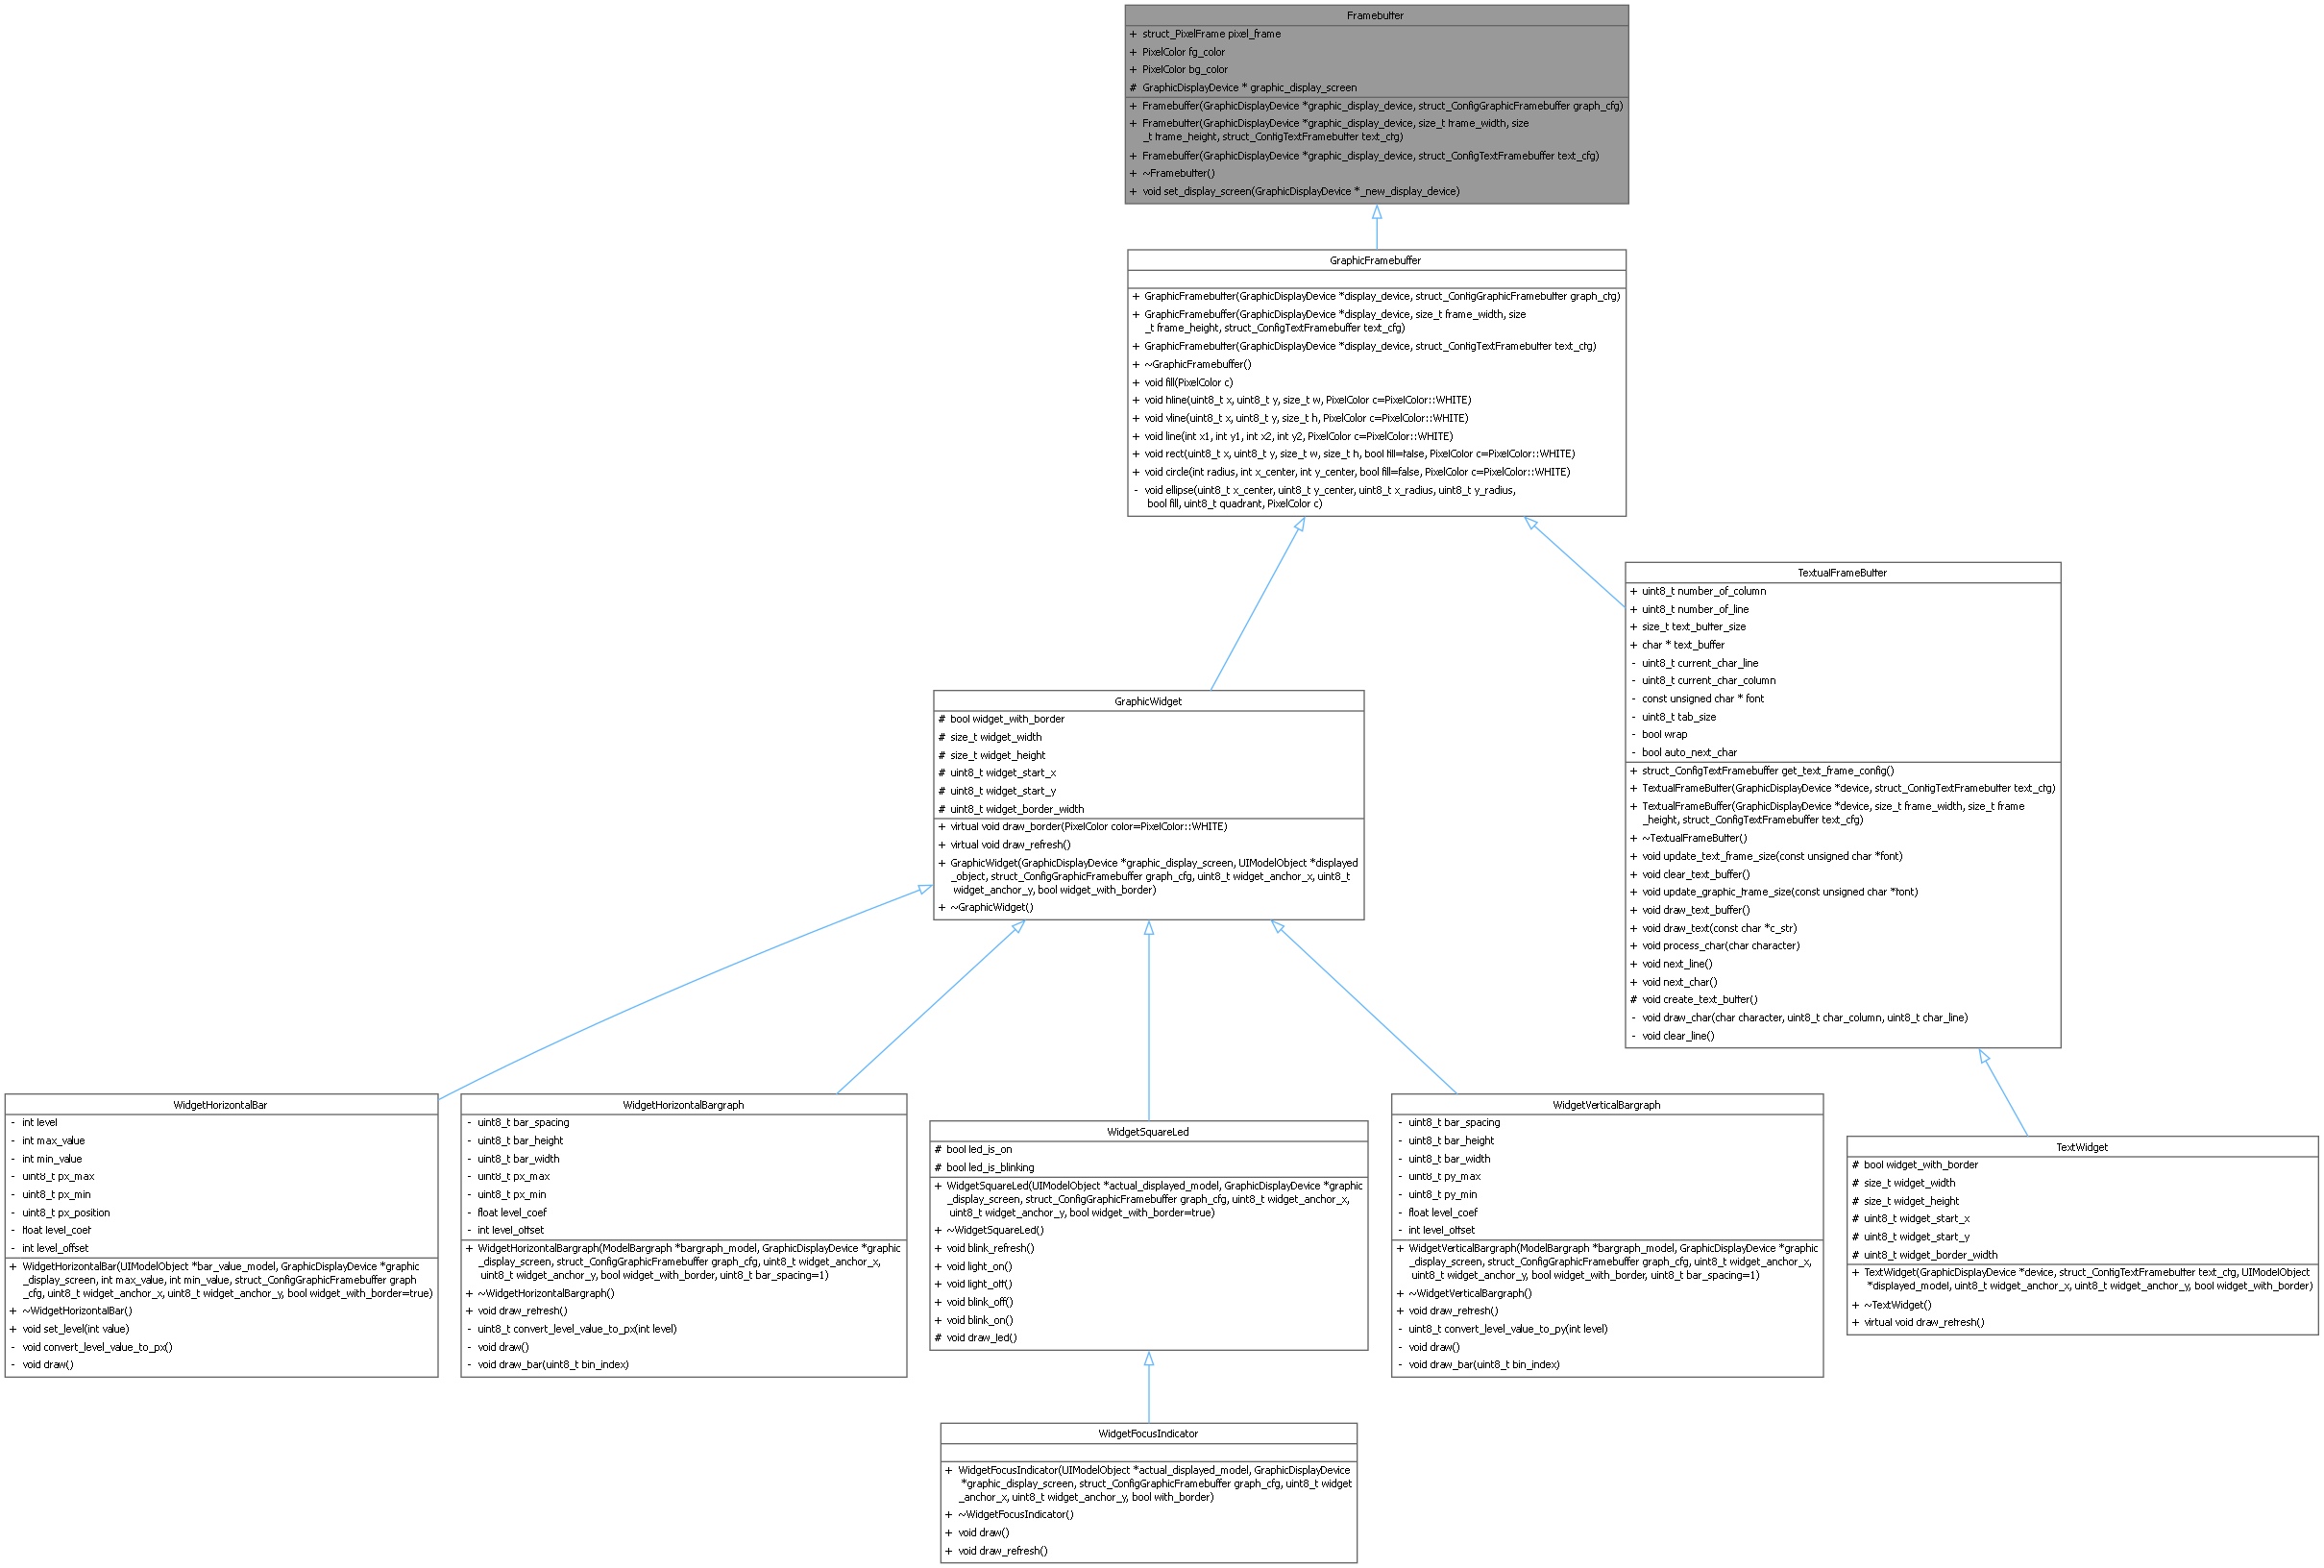 Framebuffer
+ struct_PixelFrame pixel_frame
+ PixelColor fg_color
+ PixelColor bg_color
# GraphicDisplayDevice * graphic_display_screen
+ Framebuffer(GraphicDisplayDevice *graphic_display_device, struct_ConfigGraphicFramebuffer graph_cfg)
+ Framebuffer(GraphicDisplayDevice *graphic_display_device, size_t frame_width, size
_t frame_height, struct_ConfigTextFramebuffer text_cfg)
+ Framebuffer(GraphicDisplayDevice *graphic_display_device, struct_ConfigTextFramebuffer text_cfg)
+ ~Framebuffer()
+ void set_display_screen(GraphicDisplayDevice *_new_display_device)
GraphicFramebuffer
+ GraphicFramebuffer(GraphicDisplayDevice *display_device, struct_ConfigGraphicFramebuffer graph_cfg)
+ GraphicFramebuffer(GraphicDisplayDevice *display_device, size_t frame_width, size
_t frame_height, struct_ConfigTextFramebuffer text_cfg)
+ GraphicFramebuffer(GraphicDisplayDevice *display_device, struct_ConfigTextFramebuffer text_cfg)
+ ~GraphicFramebuffer()
+ void fill(PixelColor c)
+ void hline(uint8_t x, uint8_t y, size_t w, PixelColor c=PixelColor::WHITE)
+ void vline(uint8_t x, uint8_t y, size_t h, PixelColor c=PixelColor::WHITE)
+ void line(int x1, int y1, int x2, int y2, PixelColor c=PixelColor::WHITE)
+ void rect(uint8_t x, uint8_t y, size_t w, size_t h, bool fill=false, PixelColor c=PixelColor::WHITE)
+ void circle(int radius, int x_center, int y_center, bool fill=false, PixelColor c=PixelColor::WHITE)
- void ellipse(uint8_t x_center, uint8_t y_center, uint8_t x_radius, uint8_t y_radius,
bool fill, uint8_t quadrant, PixelColor c)
TextualFrameBuffer
+ uint8_t number_of_column
+ uint8_t number_of_line
+ size_t text_buffer_size
+ char * text_buffer
- uint8_t current_char_line
- uint8_t current_char_column
- const unsigned char * font
- uint8_t tab_size
- bool wrap
- bool auto_next_char
+ struct_ConfigTextFramebuffer get_text_frame_config()
+ TextualFrameBuffer(GraphicDisplayDevice *device, struct_ConfigTextFramebuffer text_cfg)
+ TextualFrameBuffer(GraphicDisplayDevice *device, size_t frame_width, size_t frame
_height, struct_ConfigTextFramebuffer text_cfg)
+ ~TextualFrameBuffer()
+ void update_text_frame_size(const unsigned char *font)
+ void clear_text_buffer()
+ void update_graphic_frame_size(const unsigned char *font)
+ void draw_text_buffer()
+ void draw_text(const char *c_str)
+ void process_char(char character)
+ void next_line()
+ void next_char()
# void create_text_buffer()
- void draw_char(char character, uint8_t char_column, uint8_t char_line)
- void clear_line()
GraphicWidget
# bool widget_with_border
# size_t widget_width
# size_t widget_height
# uint8_t widget_start_x
# uint8_t widget_start_y
# uint8_t widget_border_width
+ virtual void draw_border(PixelColor color=PixelColor::WHITE)
+ virtual void draw_refresh()
+ GraphicWidget(GraphicDisplayDevice *graphic_display_screen, UIModelObject *displayed
_object, struct_ConfigGraphicFramebuffer graph_cfg, uint8_t widget_anchor_x, uint8_t
widget_anchor_y, bool widget_with_border)
+ ~GraphicWidget()
WidgetHorizontalBar
- int level
- int max_value
- int min_value
- uint8_t px_max
- uint8_t px_min
- uint8_t px_position
- float level_coef
- int level_offset
+ WidgetHorizontalBar(UIModelObject *bar_value_model, GraphicDisplayDevice *graphic
_display_screen, int max_value, int min_value, struct_ConfigGraphicFramebuffer graph
_cfg, uint8_t widget_anchor_x, uint8_t widget_anchor_y, bool widget_with_border=true)
+ ~WidgetHorizontalBar()
+ void set_level(int value)
- void convert_level_value_to_px()
- void draw()
WidgetHorizontalBargraph
- uint8_t bar_spacing
- uint8_t bar_height
- uint8_t bar_width
- uint8_t px_max
- uint8_t px_min
- float level_coef
- int level_offset
+ WidgetHorizontalBargraph(ModelBargraph *bargraph_model, GraphicDisplayDevice *graphic
_display_screen, struct_ConfigGraphicFramebuffer graph_cfg, uint8_t widget_anchor_x,
uint8_t widget_anchor_y, bool widget_with_border, uint8_t bar_spacing=1)
+ ~WidgetHorizontalBargraph()
+ void draw_refresh()
- uint8_t convert_level_value_to_px(int level)
- void draw()
- void draw_bar(uint8_t bin_index)
WidgetSquareLed
# bool led_is_on
# bool led_is_blinking
+ WidgetSquareLed(UIModelObject *actual_displayed_model, GraphicDisplayDevice *graphic
_display_screen, struct_ConfigGraphicFramebuffer graph_cfg, uint8_t widget_anchor_x,
uint8_t widget_anchor_y, bool widget_with_border=true)
+ ~WidgetSquareLed()
+ void blink_refresh()
+ void light_on()
+ void light_off()
+ void blink_off()
+ void blink_on()
# void draw_led()
WidgetVerticalBargraph
- uint8_t bar_spacing
- uint8_t bar_height
- uint8_t bar_width
- uint8_t py_max
- uint8_t py_min
- float level_coef
- int level_offset
+ WidgetVerticalBargraph(ModelBargraph *bargraph_model, GraphicDisplayDevice *graphic
_display_screen, struct_ConfigGraphicFramebuffer graph_cfg, uint8_t widget_anchor_x,
uint8_t widget_anchor_y, bool widget_with_border, uint8_t bar_spacing=1)
+ ~WidgetVerticalBargraph()
+ void draw_refresh()
- uint8_t convert_level_value_to_py(int level)
- void draw()
- void draw_bar(uint8_t bin_index)
TextWidget
# bool widget_with_border
# size_t widget_width
# size_t widget_height
# uint8_t widget_start_x
# uint8_t widget_start_y
# uint8_t widget_border_width
+ TextWidget(GraphicDisplayDevice *device, struct_ConfigTextFramebuffer text_cfg, UIModelObject
*displayed_model, uint8_t widget_anchor_x, uint8_t widget_anchor_y, bool widget_with_border)
+ ~TextWidget()
+ virtual void draw_refresh()
WidgetFocusIndicator
+ WidgetFocusIndicator(UIModelObject *actual_displayed_model, GraphicDisplayDevice
*graphic_display_screen, struct_ConfigGraphicFramebuffer graph_cfg, uint8_t widget
_anchor_x, uint8_t widget_anchor_y, bool with_border)
+ ~WidgetFocusIndicator()
+ void draw()
+ void draw_refresh()